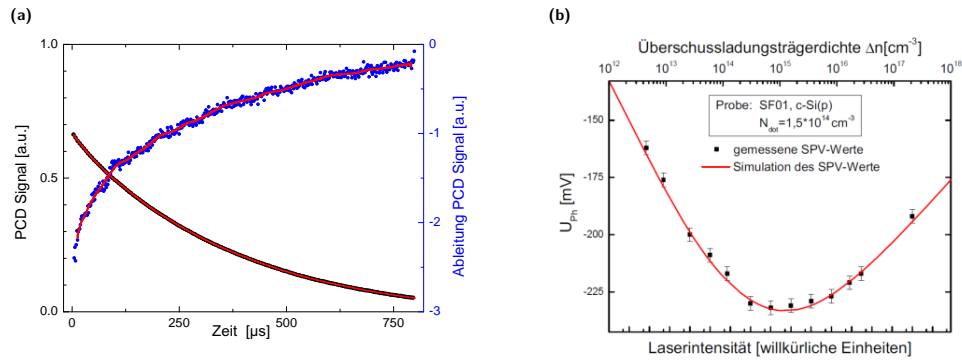 (a)
1.0
0.5
0.0
PCD Signal [a.u.]
0
250
500
750
Zeit [µs]
0
-1
-2
-3
Ableitung PCD Signal [a.u.]
(b)
Überschussladungsträgerdichte Δn[cm⁻³]
10¹² 10¹³ 10¹⁴ 10¹⁵ 10¹⁶ 10¹⁷ 10¹⁸
Probe: SF01, c-Si(p)
N_dot=1,5*10¹⁴ cm⁻³
gemessene SPV-Werte
Simulation des SPV-Werte
-150
-175
-200
-225
U_Ph [mV]
Laserintensität [willkürliche Einheiten]